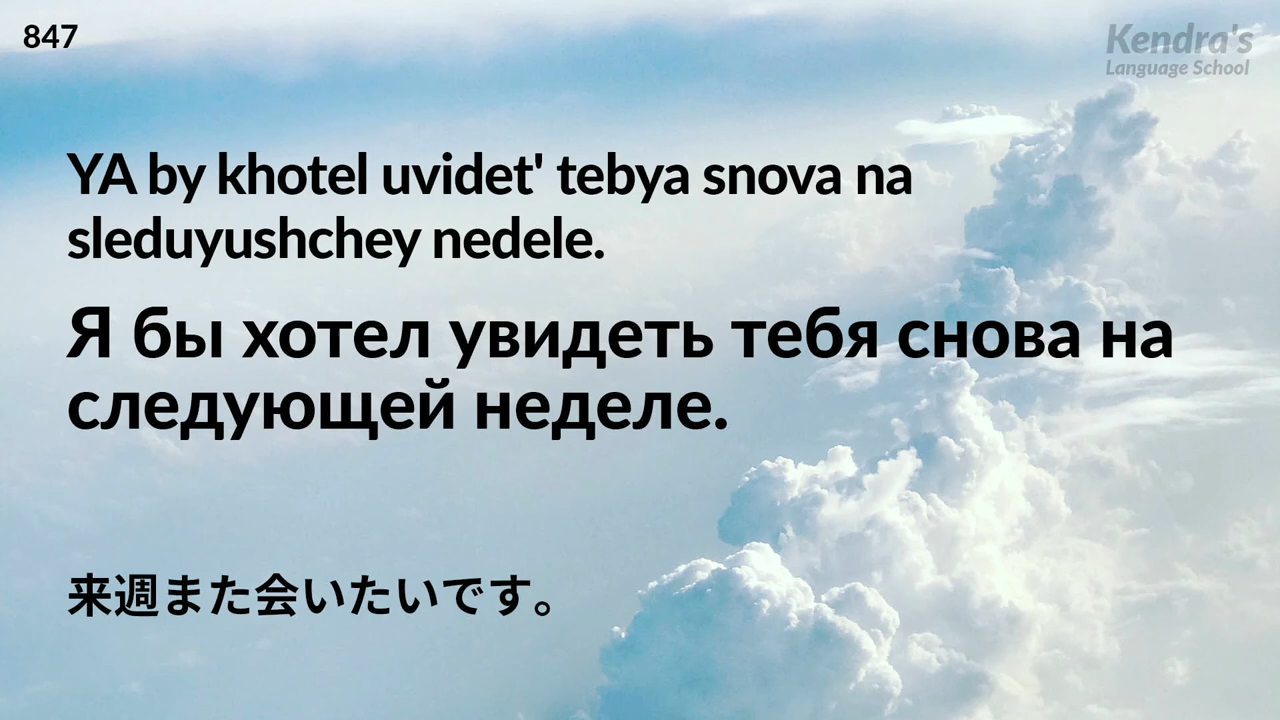 847
Kendra's
Language School
YA by khotel uvidet' tebya snova na
sleduyushchey nedele.
Я бы хотел увидеть тебя снова на
следующей неделе.
来週また会いたいです。